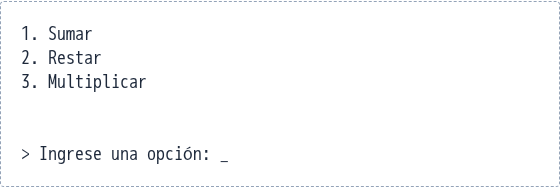 1. Sumar
2. Restar
3. Multiplicar
> Ingrese una opción: _